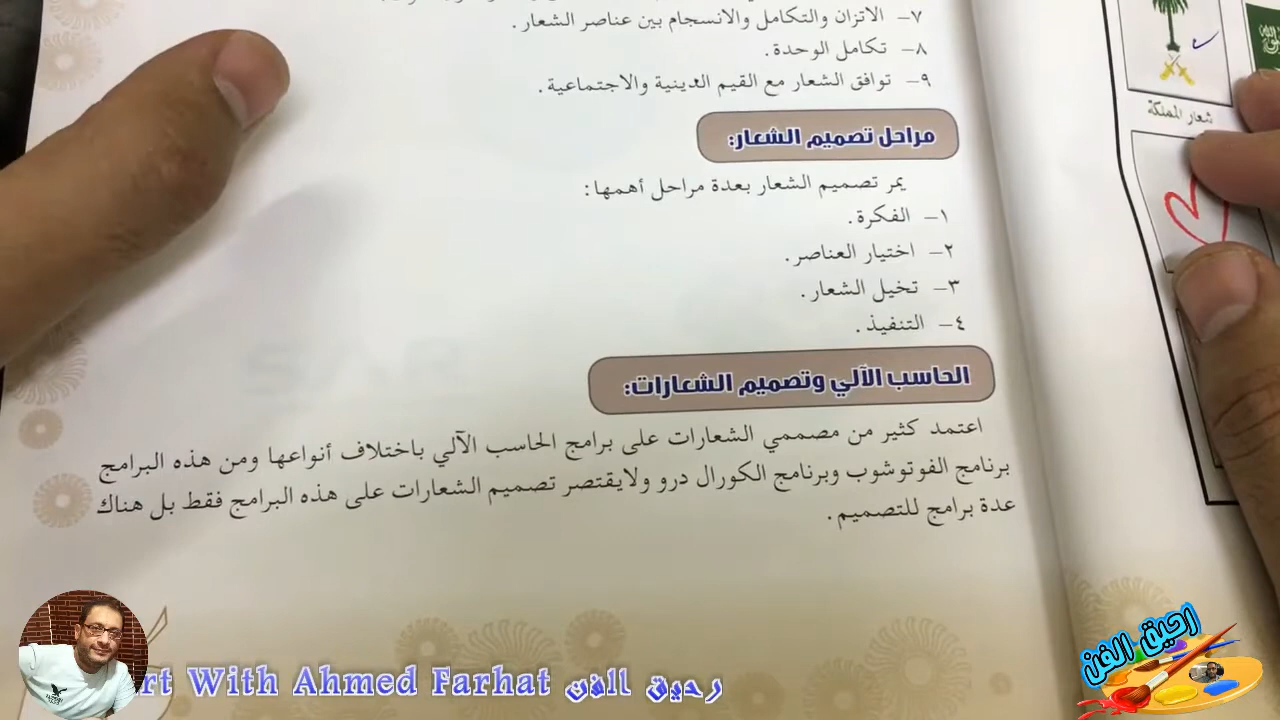 ٧- الاتزان والتكامل والانسجام بين عناصر الشعار.
٨- تكامل الوحدة.
٩- توافق الشعار مع القيم الدينية والاجتماعية.
مراحل تصميم الشعار:
يمر تصميم الشعار بعدة مراحل أهمها:
١- الفكرة.
٢- اختيار العناصر.
٣- تخيل الشعار.
٤- التنفيذ.
الحاسب الآلي وتصميم الشعارات:
اعتمد كثير من مصممي الشعارات على برامج الحاسب الآلي باختلاف أنواعها ومن هذه البرامج
برنامج الفوتوشوب وبرنامج الكورال درو ولايقتصر تصميم الشعارات على هذه البرامج فقط بل هناك
عدة برامج للتصميم.
شعار المملكة
رحيق الفن
rt With Ahmed Farhat رحيق الفن